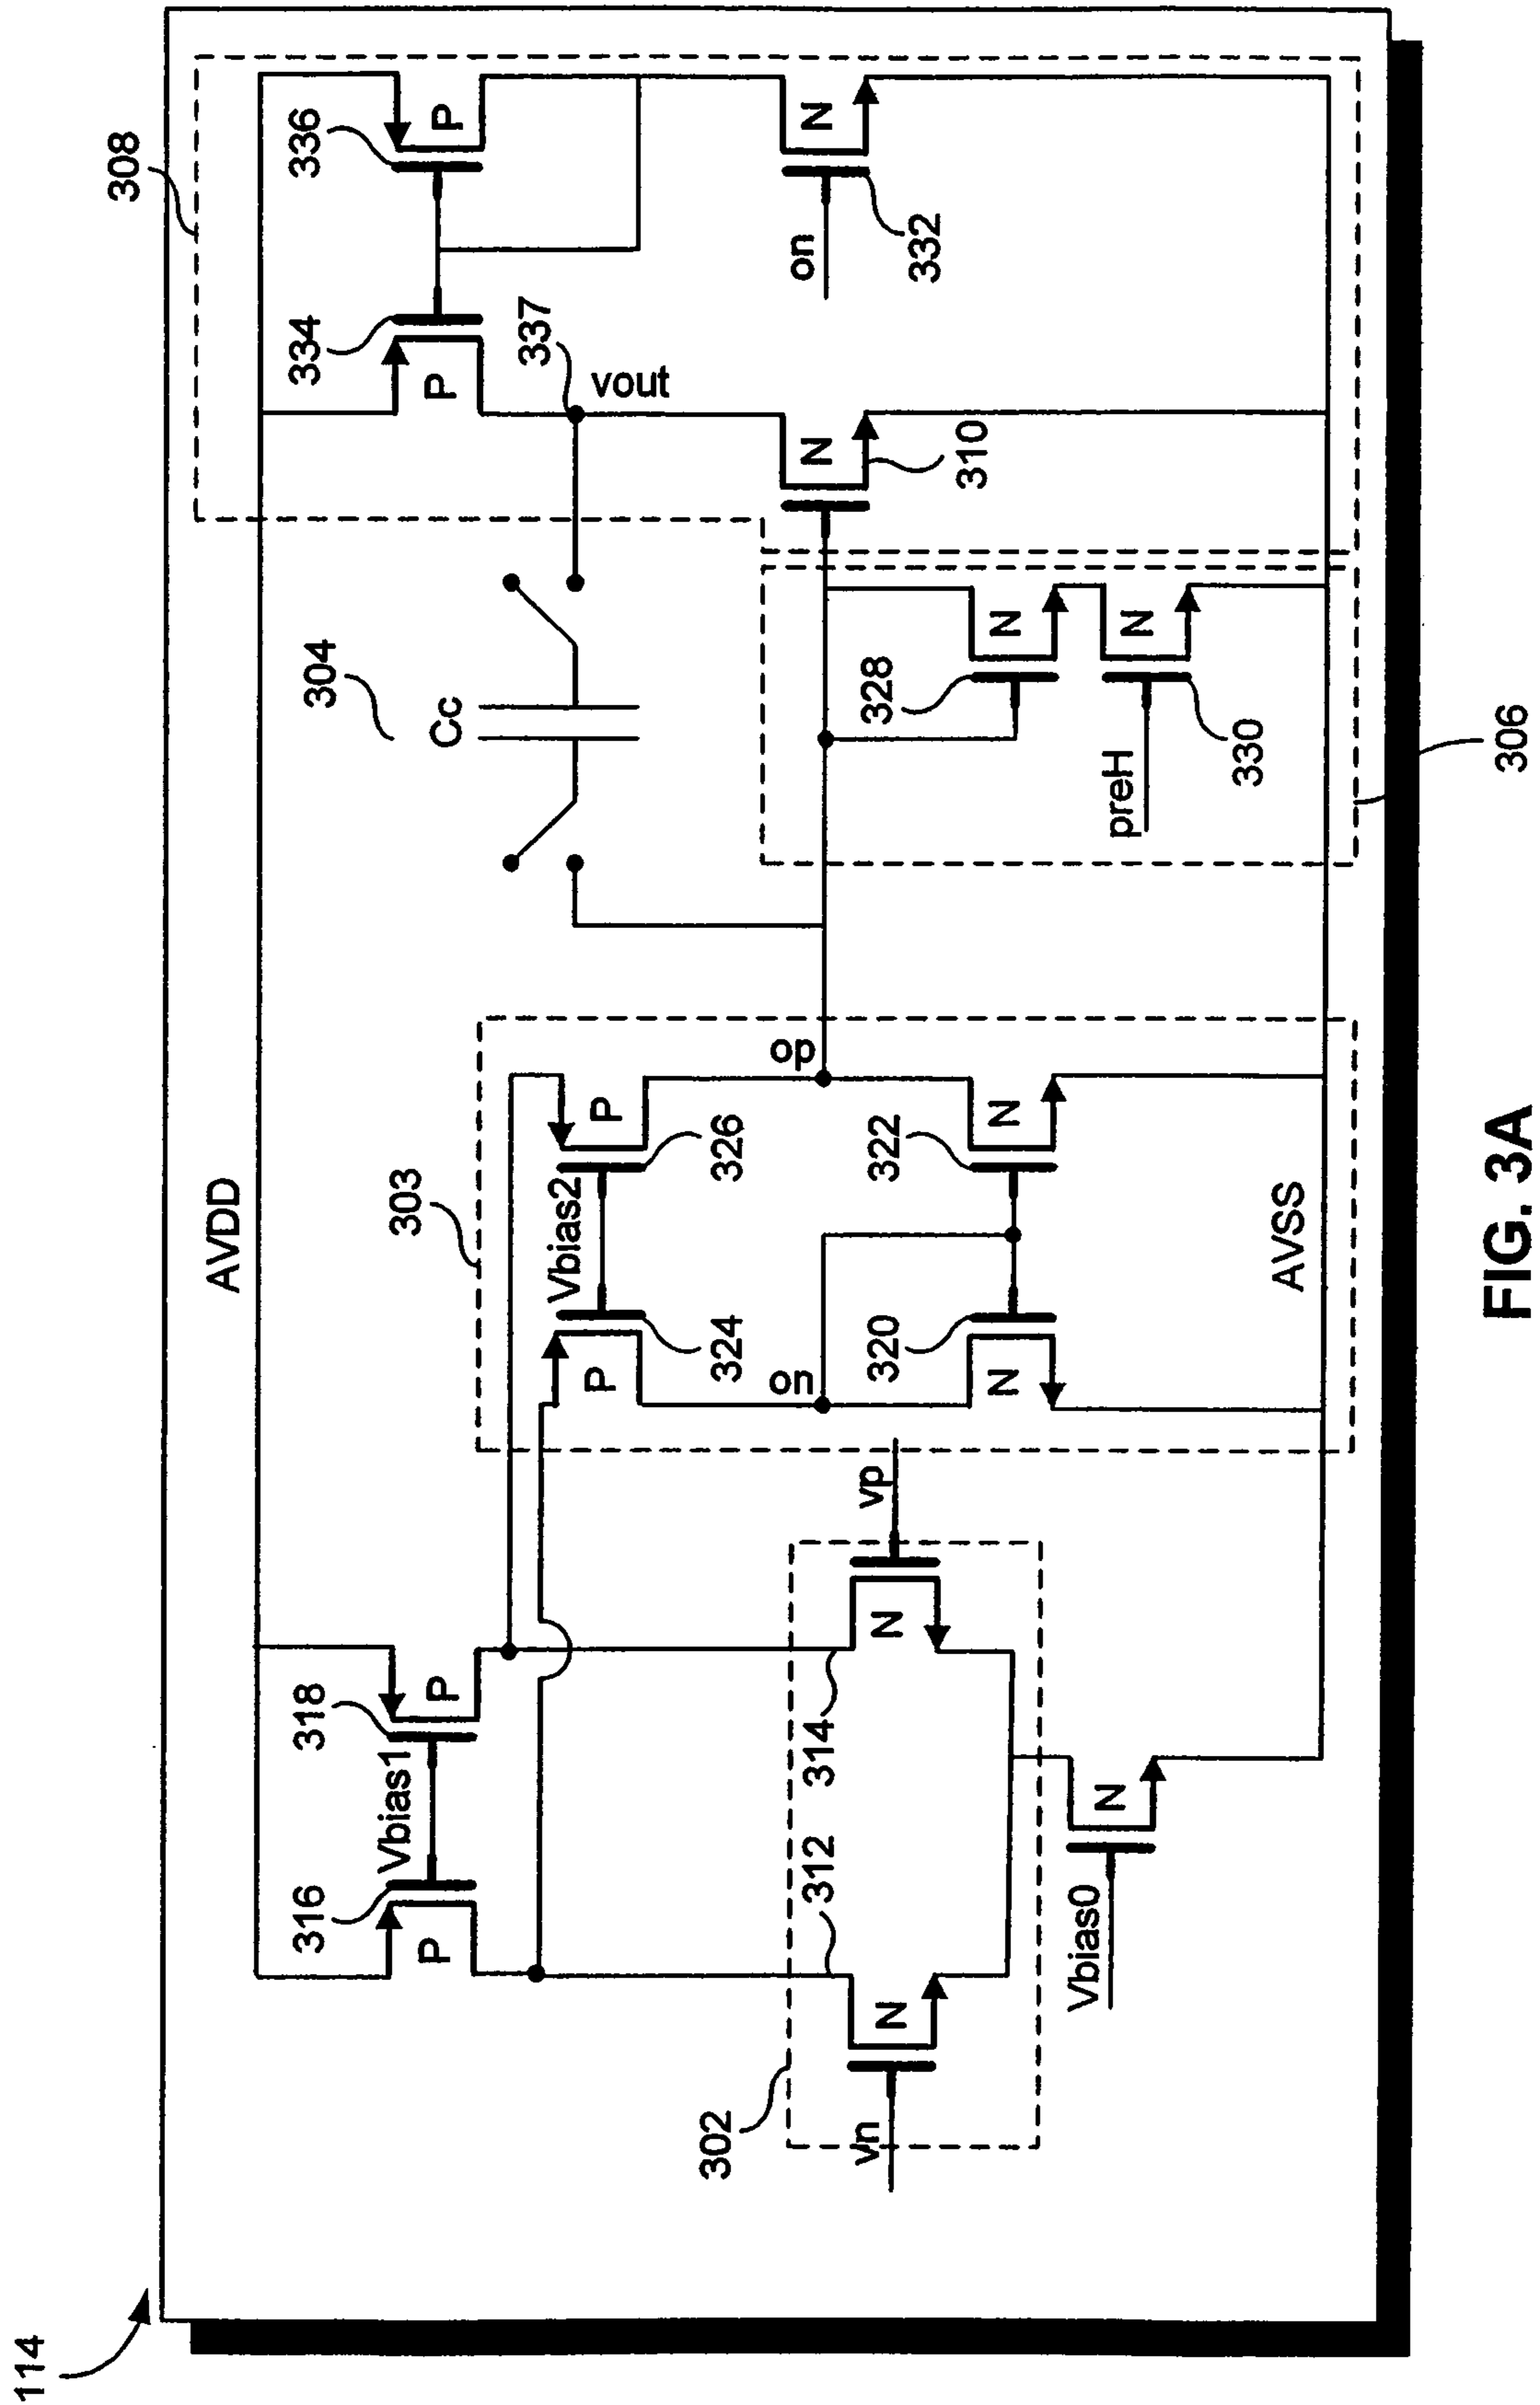 114
308
AVDD
316
Vbias1
318
P
P
303
Vbias2
324
326
P
P
304
Cc
334
336
P
P
337
vout
302
vn
312
314
N
N
vp
on
op
320
322
N
N
328
N
N
310
on
N
332
preH
330
Vbias0
N
AVSS
306
FIG. 3A